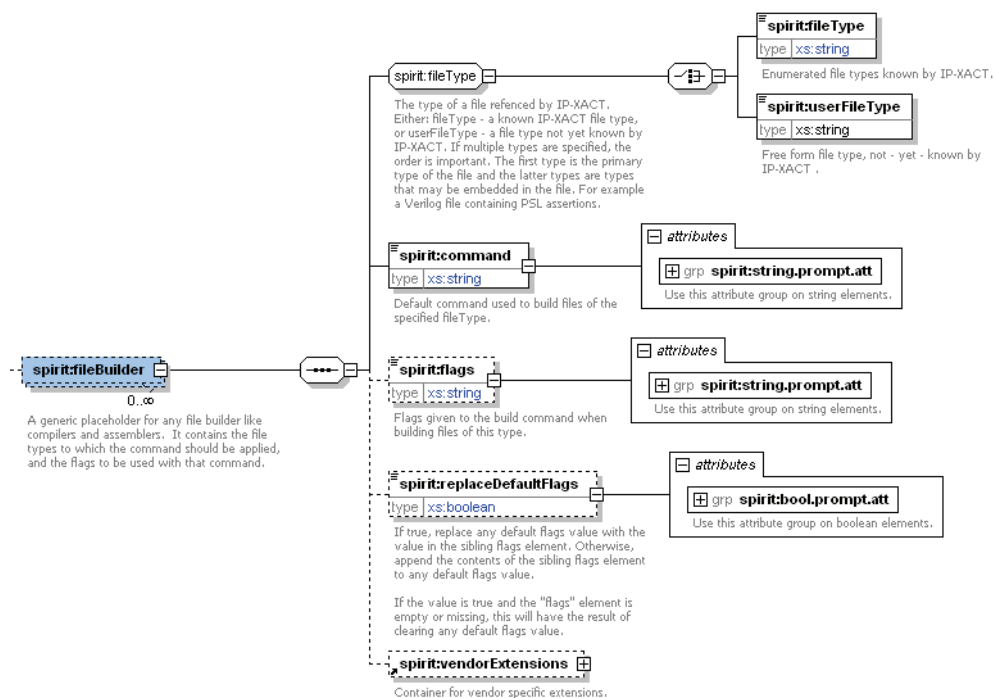 spirit:fileType
type xs:string
Enumerated file types known by IP-XACT.
spirit:userFileType
type xs:string
Free form file type, not - yet - known by
IP-XACT .
spirit:fileType
The type of a file refenced by IP-XACT.
Either: fileType - a known IP-XACT file type,
or userFileType - a file type not yet known by
IP-XACT. If multiple types are specified, the
order is important. The first type is the primary
type of the file and the latter types are types
that may be embedded in the file. For example
a Verilog file containing PSL assertions.
spirit:command
type xs:string
Default command used to build files of the
specified fileType.
attributes
grp spirit:string.prompt.att
Use this attribute group on string elements.
spirit:fileBuilder
0..∞
A generic placeholder for any file builder like
compilers and assemblers. It contains the file
types to which the command should be applied,
and the flags to be used with that command.
spirit:flags
type xs:string
Flags given to the build command when
building files of this type.
attributes
grp spirit:string.prompt.att
Use this attribute group on string elements.
spirit:replaceDefaultFlags
type xs:boolean
If true, replace any default flags value with the
value in the sibling flags element. Otherwise,
append the contents of the sibling flags element
to any default flags value.
If the value is true and the "flags" element is
empty or missing, this will have the result of
clearing any default flags value.
attributes
grp spirit:bool.prompt.att
Use this attribute group on boolean elements.
spirit:vendorExtensions
Container for vendor specific extensions.